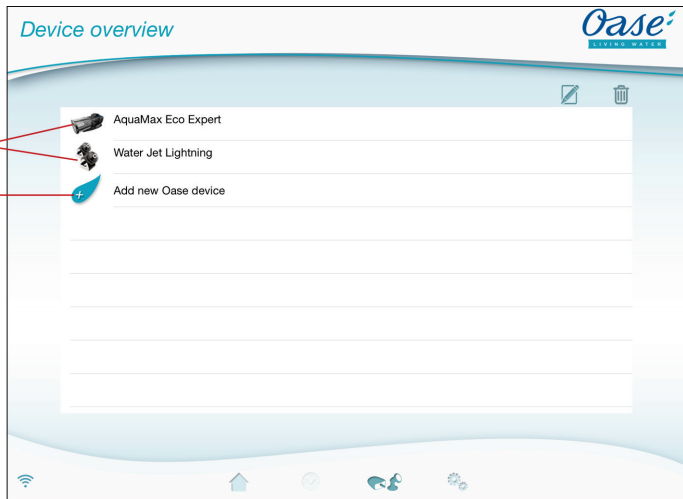 Device overview
Oase
LIVING WATER
AquaMax Eco Expert
Water Jet Lightning
Add new Oase device